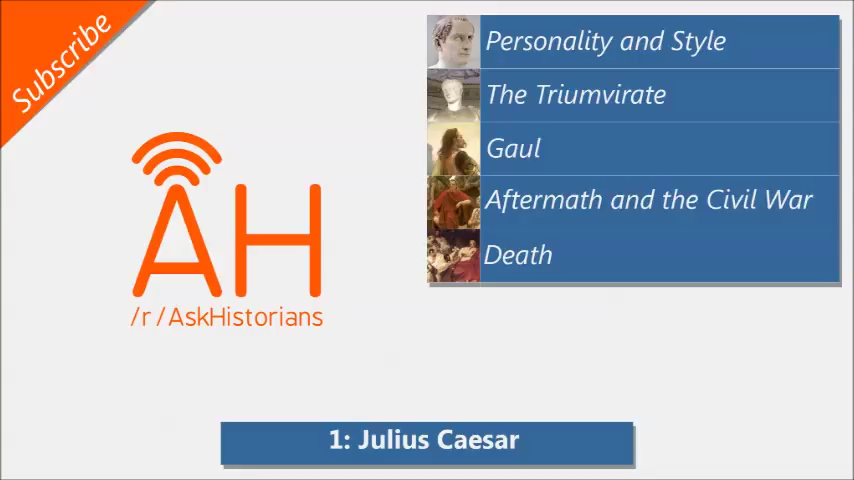 Subscribe
AH
/r/AskHistorians
Personality and Style
The Triumvirate
Gaul
Aftermath and the Civil War
Death
1: Julius Caesar